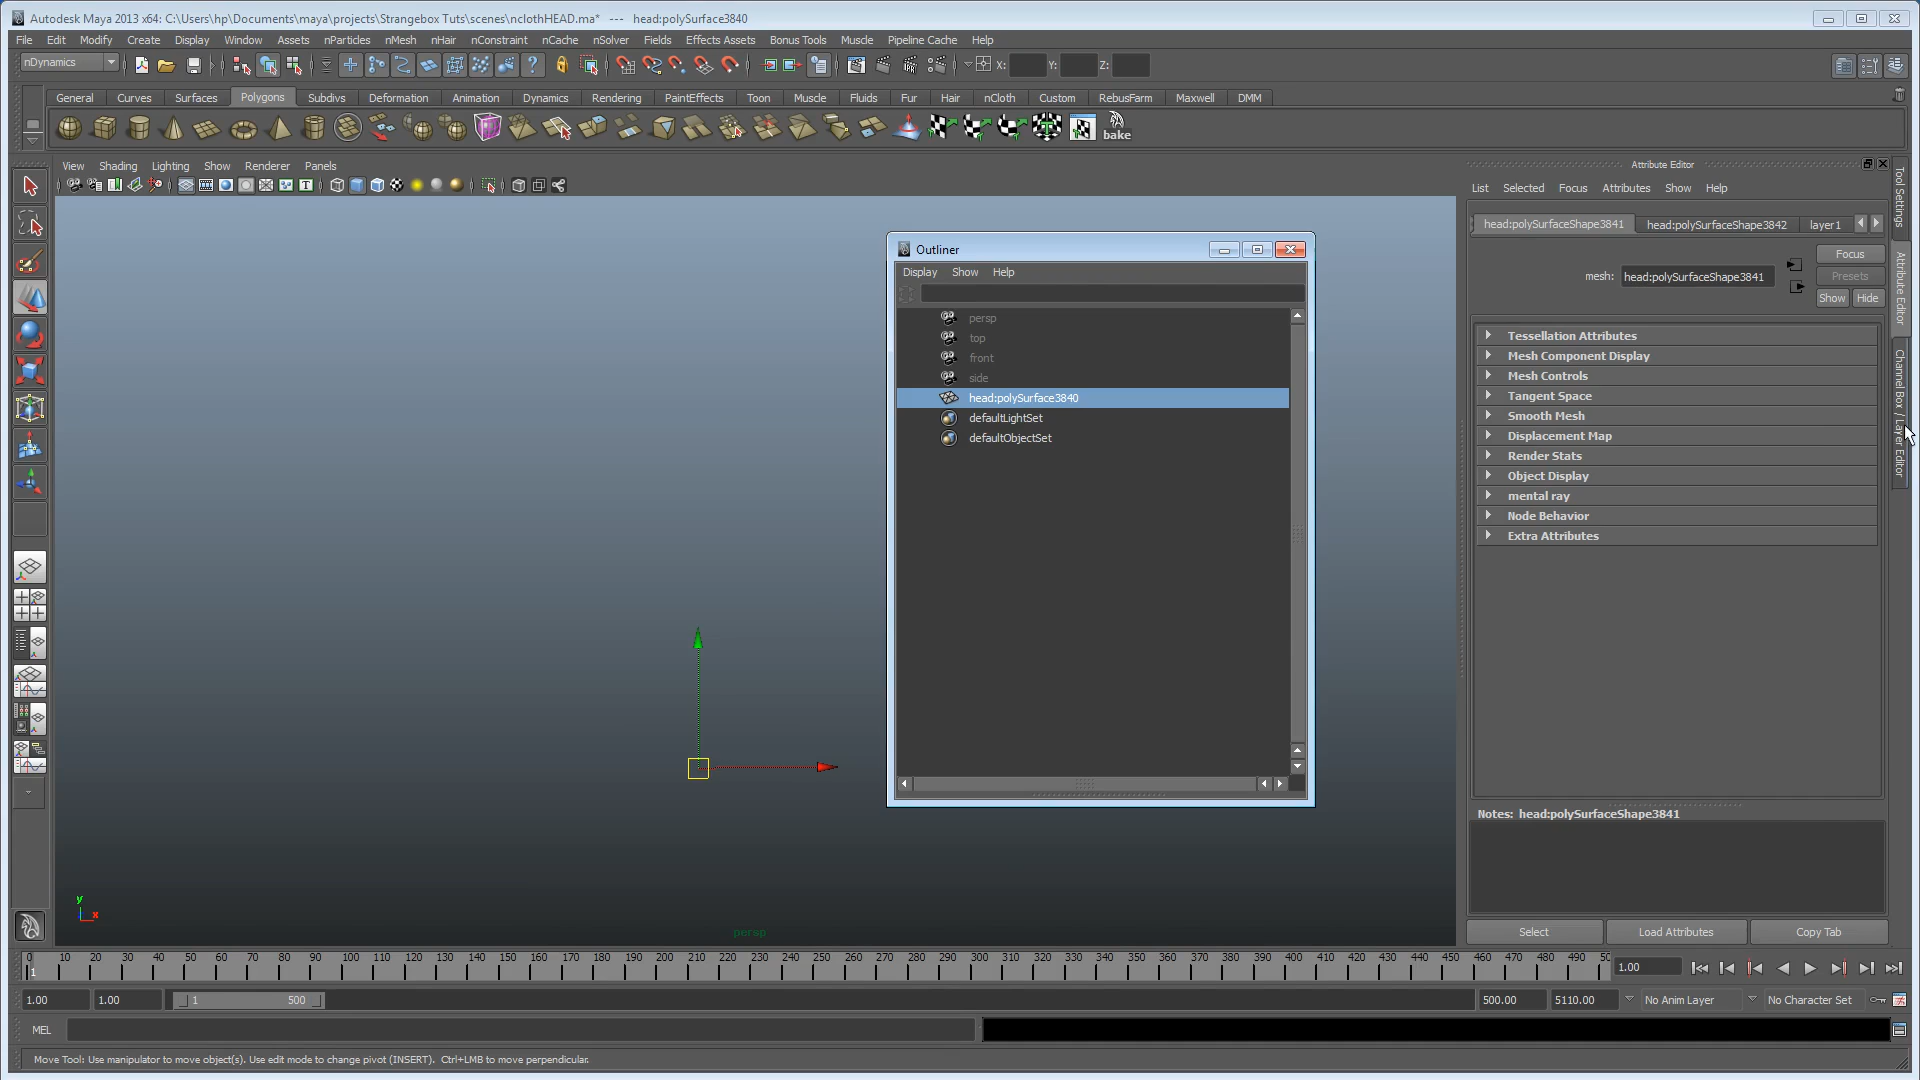 Autodesk Maya 2013 x64: C:\Users\hp\Documents\maya\projects\Strangebox Tuts\scenes\nclothHEAD.ma*   ---   head:polySurface3840
File Edit Modify Create Display Window Assets nParticles nMesh nHair nConstraint nCache nSolver Fields Effects Assets Bonus Tools Muscle Pipeline Cache Help
nDynamics X: Y: Z:
General Curves Surfaces Polygons Subdivs Deformation Animation Dynamics Rendering PaintEffects Toon Muscle Fluids Fur Hair nCloth Custom RebusFarm Maxwell DMM
bake
View Shading Lighting Show Renderer Panels
Attribute Editor
List Selected Focus Attributes Show Help
head:polySurfaceShape3841 head:polySurfaceShape3842 layer1
Focus
mesh: head:polySurfaceShape3841 Presets
Show Hide
Tessellation Attributes
Mesh Component Display
Mesh Controls
Tangent Space
Smooth Mesh
Displacement Map
Render Stats
Object Display
mental ray
Node Behavior
Extra Attributes
Notes: head:polySurfaceShape3841
Select Load Attributes Copy Tab
Tool Settings
Attribute Editor
Channel Box / Layer Editor
Outliner
Display Show Help
persp
top
front
side
head:polySurface3840
defaultLightSet
defaultObjectSet
y
x
persp
0 10 20 30 40 50 60 70 80 90 100 110 120 130 140 150 160 170 180 190 200 210 220 230 240 250 260 270 280 290 300 310 320 330 340 350 360 370 380 390 400 410 420 430 440 450 460 470 480 490 50
1
1.00
1.00 1.00 1 500 500.00 5110.00 No Anim Layer No Character Set
MEL
Move Tool: Use manipulator to move object(s). Use edit mode to change pivot (INSERT).  Ctrl+LMB to move perpendicular.